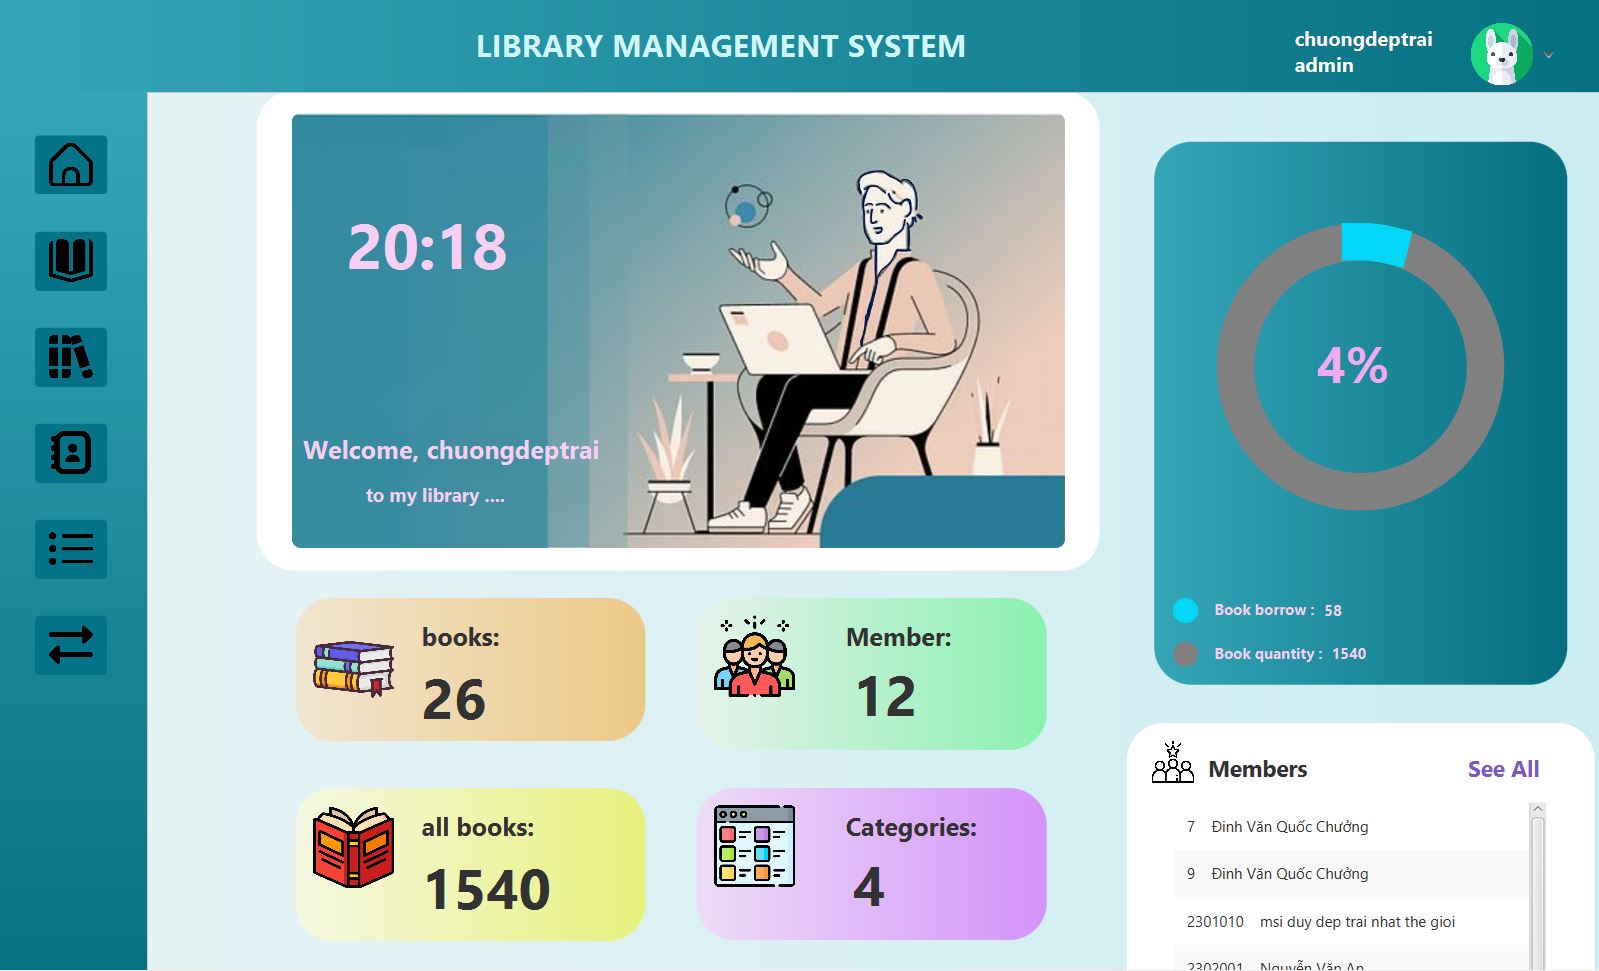 LIBRARY MANAGEMENT SYSTEM
chuongdeptrai
admin
20:18
Welcome, chuongdeptrai
to my library ....
4%
Book borrow : 58
Book quantity : 1540
books:
26
Member:
12
all books:
1540
Categories:
4
Members
See All
7 Đinh Văn Quốc Chưởng
9 Đinh Văn Quốc Chưởng
2301010 msi duy dep trai nhat the gioi
2302001 Nguyễn Văn An